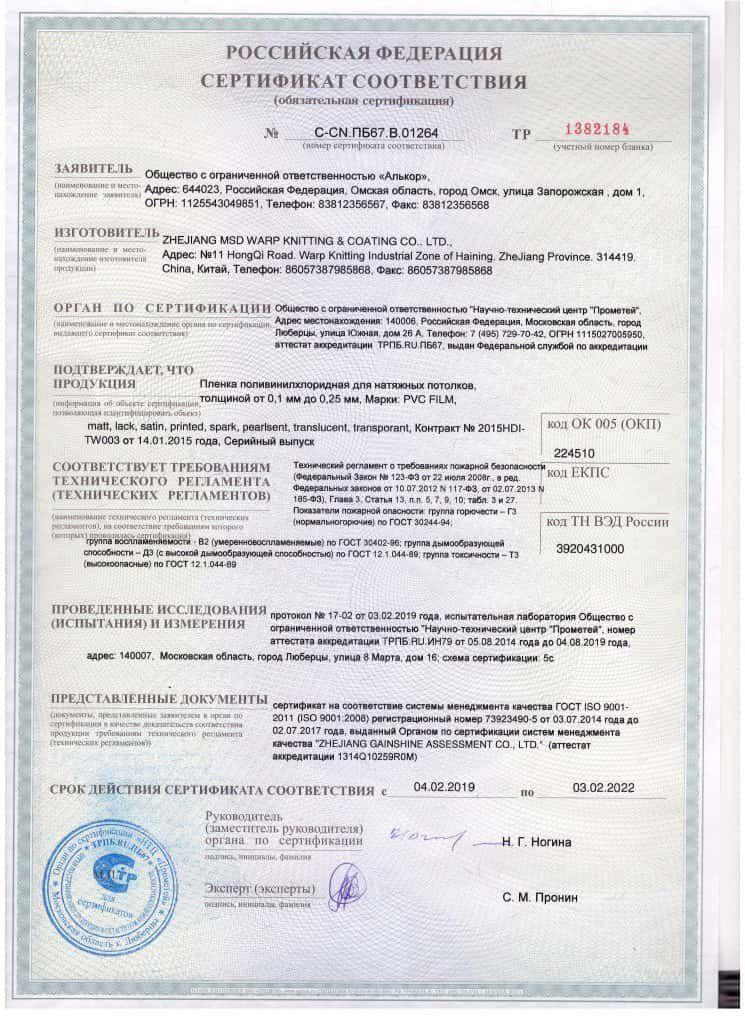 РОССИЙСКАЯ ФЕДЕРАЦИЯ
СЕРТИФИКАТ СООТВЕТСТВИЯ
(обязательная сертификация)
№ C-CN.ПБ67.В.01264 ТР 1382184
(номер сертификата соответствия) (учетный номер бланка)
ЗАЯВИТЕЛЬ
(наименование и место-
нахождение заявителя)
Общество с ограниченной ответственностью «Алькор»,
Адрес: 644023, Российская Федерация, Омская область, город Омск, улица Запорожская , дом 1,
ОГРН: 1125543049851, Телефон: 83812356567, Факс: 83812356568
ИЗГОТОВИТЕЛЬ
(наименование и место-
нахождение изготовителя
продукции)
ZHEJIANG MSD WARP KNITTING & COATING CO.. LTD.,
Адрес: №11 HongQi Road. Warp Knitting Industrial Zone of Haining. ZheJiang Province. 314419.
China, Китай, Телефон: 86057387985868, Факс: 86057387985868
ОРГАН ПО СЕРТИФИКАЦИИ
(наименование и местонахождение органа по сертификации,
выдавшего сертификат соответствия)
Общество с ограниченной ответственностью "Научно-технический центр "Прометей",
Адрес местонахождения: 140006, Российская Федерация, Московская область, город
Люберцы, улица Южная, дом 26 А, Телефон: 7 (495) 729-70-42, ОГРН 1115027005950,
аттестат аккредитации ТРПБ.RU.ПБ67, выдан Федеральной службой по аккредитации
ПОДТВЕРЖДАЕТ, ЧТО
ПРОДУКЦИЯ
(информация об объекте сертификации,
позволяющая идентифицировать объект)
Пленка поливинилхлоридная для натяжных потолков,
толщиной от 0,1 мм до 0,25 мм, Марки: PVC FILM,
matt, lack, satin, printed, spark, pearlsent, translucent, transporant, Контракт № 2015HDI-
TW003 от 14.01.2015 года, Серийный выпуск
код ОК 005 (ОКП)
224510
СООТВЕТСТВУЕТ ТРЕБОВАНИЯМ
ТЕХНИЧЕСКОГО РЕГЛАМЕНТА
(ТЕХНИЧЕСКИХ РЕГЛАМЕНТОВ)
(наименование технического регламента (технических
регламентов), на соответствие требованиям которого
(которых) проводилась сертификация)
Технический регламент о требованиях пожарной безопасности
(Федеральный Закон № 123-ФЗ от 22 июля 2008г., в ред.
Федеральных законов от 10.07.2012 N 117-ФЗ, от 02.07.2013 N
185-ФЗ), Глава 3, Статья 13, п.п. 5, 7, 9, 10; табл. 3 и 27.
Показатели пожарной опасности: группа горючести – Г3
(нормальногорючие) по ГОСТ 30244-94;
группа воспламеняемости - В2 (умеренновоспламеняемые) по ГОСТ 30402-96; группа дымообразующей
способности – Д3 (с высокой дымообразующей способностью) по ГОСТ 12.1.044-89; группа токсичности – Т3
(высокоопасные) по ГОСТ 12.1.044-89
код ЕКПС
код ТН ВЭД России
3920431000
ПРОВЕДЕННЫЕ ИССЛЕДОВАНИЯ
(ИСПЫТАНИЯ) И ИЗМЕРЕНИЯ
протокол № 17-02 от 03.02.2019 года, испытательная лаборатория Общество с
ограниченной ответственностью "Научно-технический центр "Прометей", номер
аттестата аккредитации ТРПБ.RU.ИН79 от 05.08.2014 года до 04.08.2019 года,
адрес: 140007, Московская область, город Люберцы, улица 8 Марта, дом 16; схема сертификации: 5с
ПРЕДСТАВЛЕННЫЕ ДОКУМЕНТЫ
(документы, представленные заявителем в орган по
сертификации в качестве доказательств соответствия
продукции требованиям технического регламента
(технических регламентов))
сертификат на соответствие системы менеджмента качества ГОСТ ISO 9001-
2011 (ISO 9001:2008) регистрационный номер 73923490-5 от 03.07.2014 года до
02.07.2017 года, выданный Органом по сертификации систем менеджмента
качества "ZHEJIANG GAINSHINE ASSESSMENT CO., LTD." (аттестат
аккредитации 1314Q10259R0M)
СРОК ДЕЙСТВИЯ СЕРТИФИКАТА СООТВЕТСТВИЯ с 04.02.2019 по 03.02.2022
Руководитель
(заместитель руководителя)
органа по сертификации
подпись, инициалы, фамилия
Н. Г. Ногина
Эксперт (эксперты)
подпись, инициалы, фамилия
С. М. Пронин
Орган по сертификации «НТЦ «Прометей»
ТРПБ.RU.ПБ67
М.П.
ТР
для
сертификатов
Московская область г. Люберцы